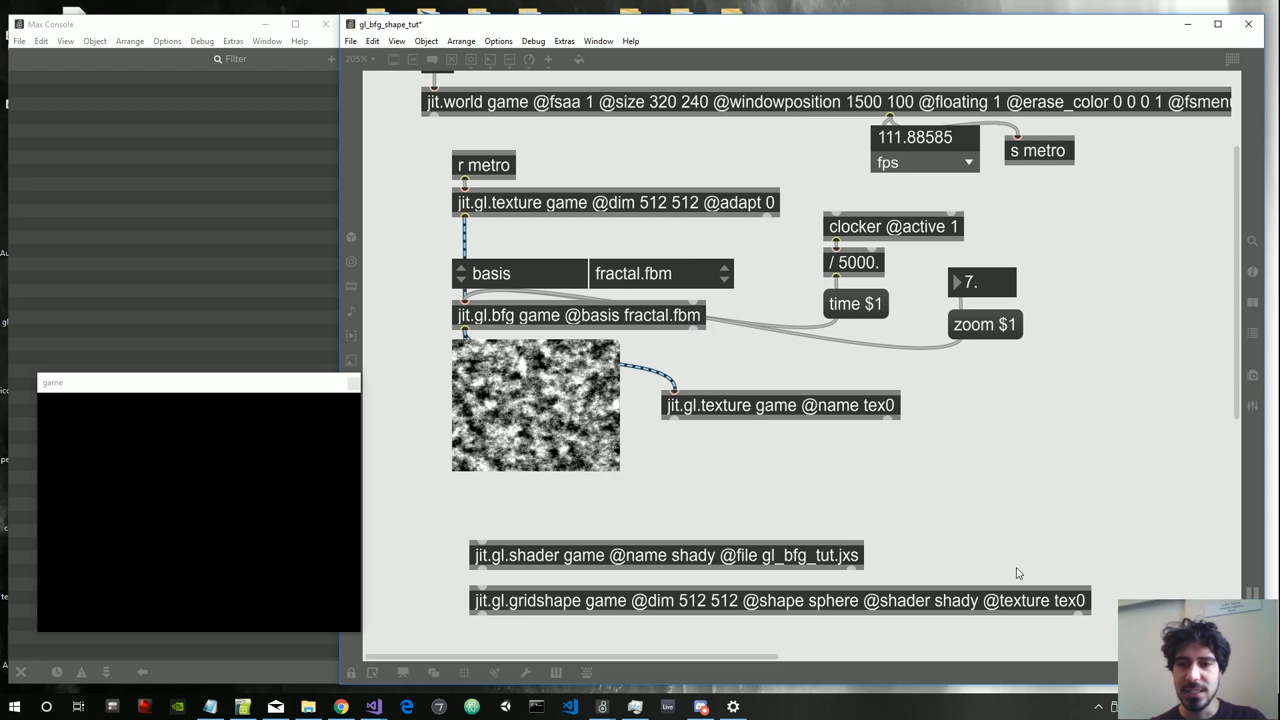 Max Console
File Edit View Object Arrange Options Debug Extras Window Help
Filter
gl_bfg_shape_tut*
File Edit View Object Arrange Options Debug Extras Window Help
205%
jit.world game @fsaa 1 @size 320 240 @windowposition 1500 100 @floating 1 @erase_color 0 0 0 1 @fsmenu
111.88585
fps
s metro
r metro
jit.gl.texture game @dim 512 512 @adapt 0
clocker @active 1
/ 5000.
basis
fractal.fbm
7.
time $1
jit.gl.bfg game @basis fractal.fbm
zoom $1
game
jit.gl.texture game @name tex0
jit.gl.shader game @name shady @file gl_bfg_tut.jxs
jit.gl.gridshape game @dim 512 512 @shape sphere @shader shady @texture tex0
Live